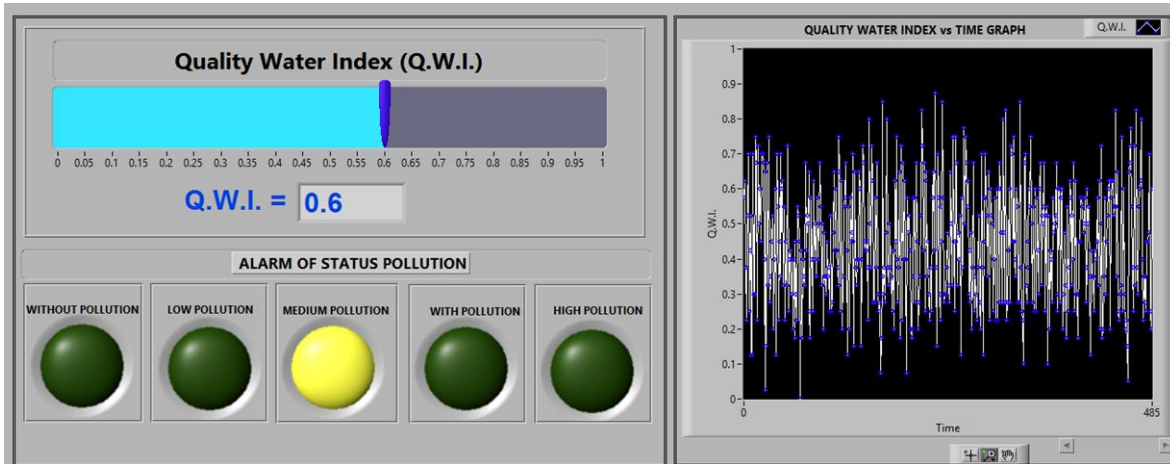 Quality Water Index (Q.W.I.)
0 0.05 0.1 0.15 0.2 0.25 0.3 0.35 0.4 0.45 0.5 0.55 0.6 0.65 0.7 0.75 0.8 0.85 0.9 0.95 1
Q.W.I. = 0.6
ALARM OF STATUS POLLUTION
WITHOUT POLLUTION LOW POLLUTION MEDIUM POLLUTION WITH POLLUTION HIGH POLLUTION
QUALITY WATER INDEX vs TIME GRAPH
Q.W.I.
1
0.9
0.8
0.7
0.6
0.5
0.4
0.3
0.2
0.1
0
Q.W.I.
0 485
Time